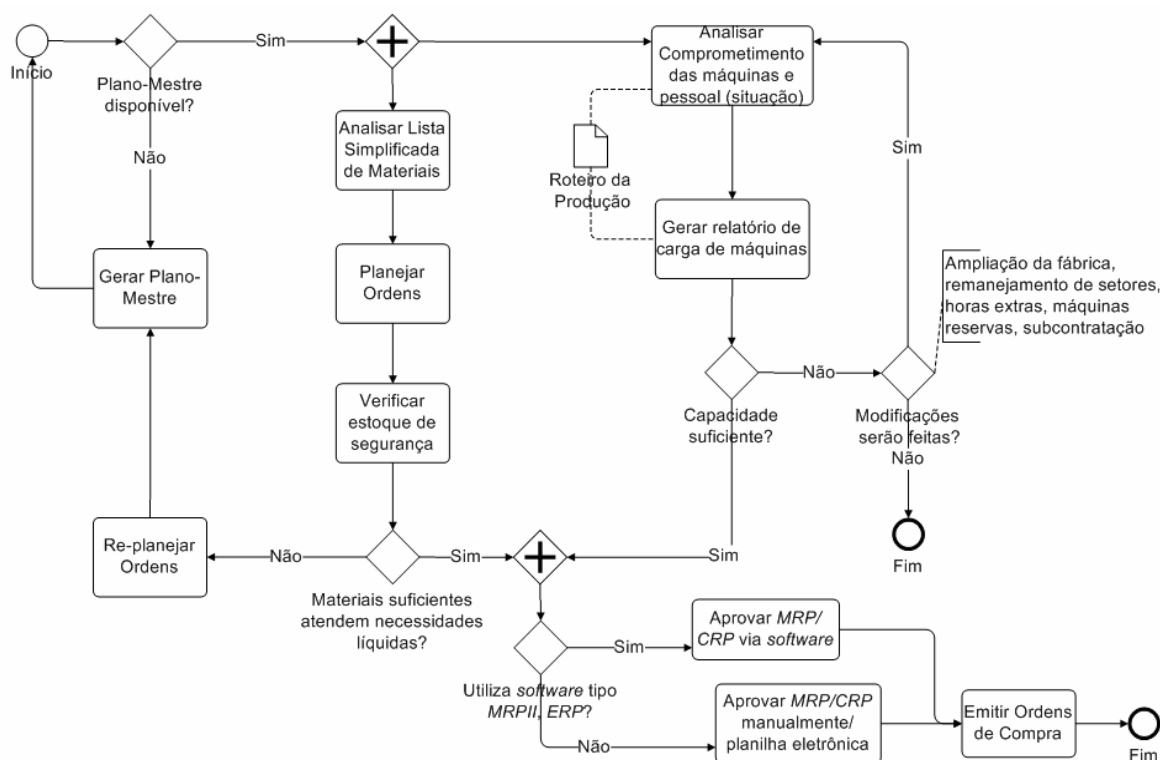 Início
Plano-Mestre
disponível?
Sim
Não
Gerar Plano-
Mestre
Re-planejar
Ordens
Analisar Lista
Simplificada
de Materiais
Planejar
Ordens
Verificar
estoque de
segurança
Não
Materiais suficientes
atendem necessidades
líquidas?
Sim
Analisar
Comprometimento
das máquinas e
pessoal (situação)
Roteiro da
Produção
Gerar relatório de
carga de máquinas
Capacidade
suficiente?
Não
Sim
Sim
Ampliação da fábrica,
remanejamento de setores,
horas extras, máquinas
reservas, subcontratação
Modificações
serão feitas?
Não
Fim
Utiliza software tipo
MRPII, ERP?
Sim
Aprovar MRP/
CRP via software
Não
Aprovar MRP/CRP
manualmente/
planilha eletrônica
Emitir Ordens
de Compra
Fim